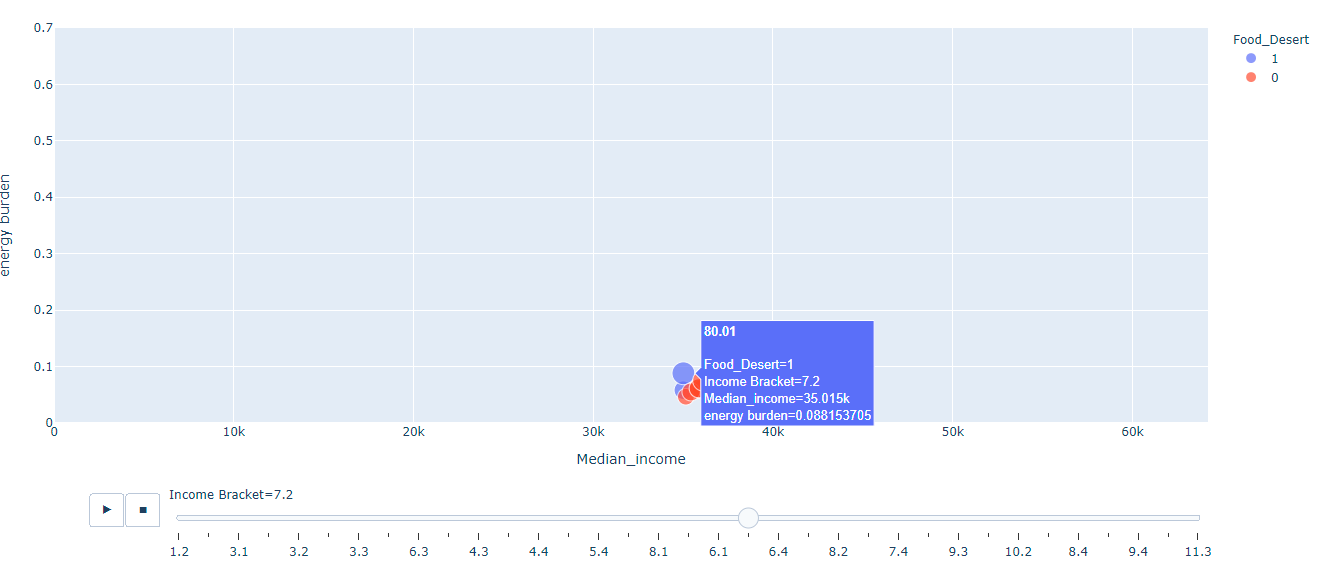 0.7
0.6
0.5
0.4
0.3
0.2
0.1
0
energy burden
0 10k 20k 30k 40k 50k 60k
Median_income
Food_Desert
1
0
80.01
Food_Desert=1
Income Bracket=7.2
Median_income=35.015k
energy burden=0.088153705
Income Bracket=7.2
1.2 3.1 3.2 3.3 6.3 4.3 4.4 5.4 8.1 6.1 6.4 8.2 7.4 9.3 10.2 8.4 9.4 11.3